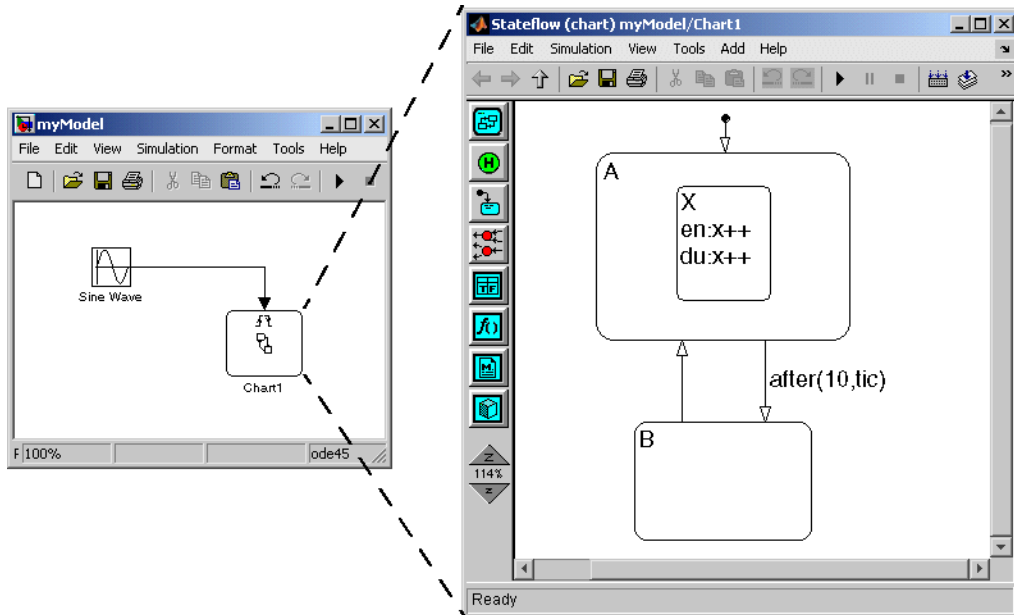 myModel
File Edit View Simulation Format Tools Help
Sine Wave
Chart1
F 100% ode45
Stateflow (chart) myModel/Chart1
File Edit Simulation View Tools Add Help
»
H
TF
f()
M
Z
114%
z
A
X
en:x++
du:x++
after(10,tic)
B
Ready